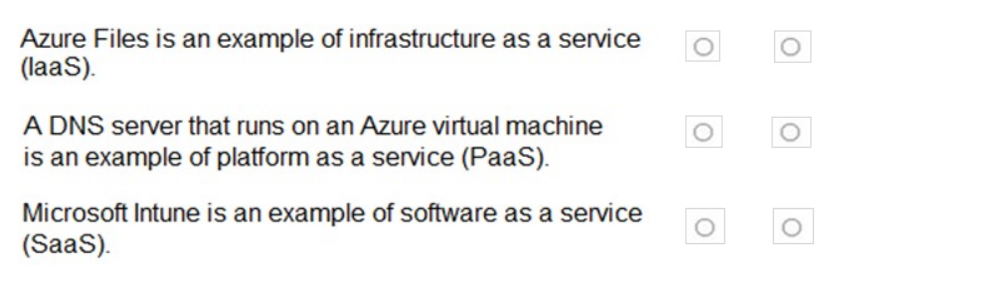 Azure Files is an example of infrastructure as a service
(IaaS).
A DNS server that runs on an Azure virtual machine
is an example of platform as a service (PaaS).
Microsoft Intune is an example of software as a service
(SaaS).